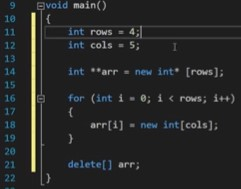 9 void main()
10 {
11 int rows = 4;
12 int cols = 5;
13
14 int **arr = new int* [rows];
15
16 for (int i = 0; i < rows; i++)
17 {
18 arr[i] = new int[cols];
19 }
20
21 delete[] arr;
22 }